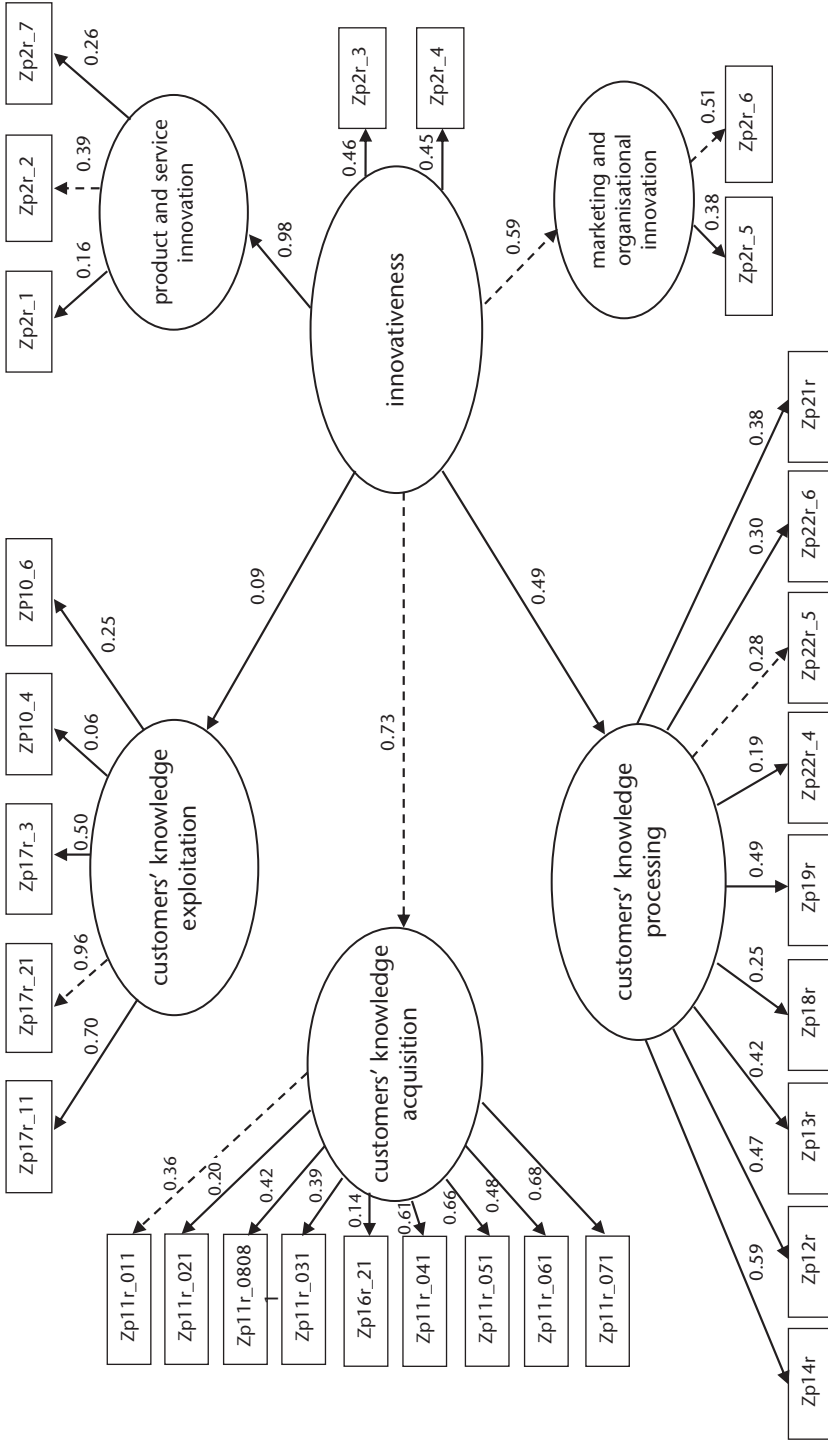 Zp17r_11
Zp17r_21
Zp17r_3
ZP10_4
ZP10_6
0.70
0.96
0.50
0.06
0.25
customers’ knowledge
exploitation
Zp2r_1
Zp2r_2
Zp2r_7
0.16
0.39
0.26
product and service
innovation
0.09
0.98
Zp11r_011
Zp11r_021
Zp11r_0808
1
Zp11r_031
Zp16r_21
Zp11r_041
Zp11r_051
Zp11r_061
Zp11r_071
0.36
0.20
0.42
0.39
0.14
0.61
0.66
0.48
0.68
customers’ knowledge
acquisition
0.73
innovativeness
0.46
Zp2r_3
0.45
Zp2r_4
0.49
0.59
customers’ knowledge
processing
marketing and
organisational
innovation
0.38
0.51
Zp2r_5
Zp2r_6
0.59
0.47
0.42
0.25
0.49
0.19
0.28
0.30
0.38
Zp14r
Zp12r
Zp13r
Zp18r
Zp19r
Zp22r_4
Zp22r_5
Zp22r_6
Zp21r